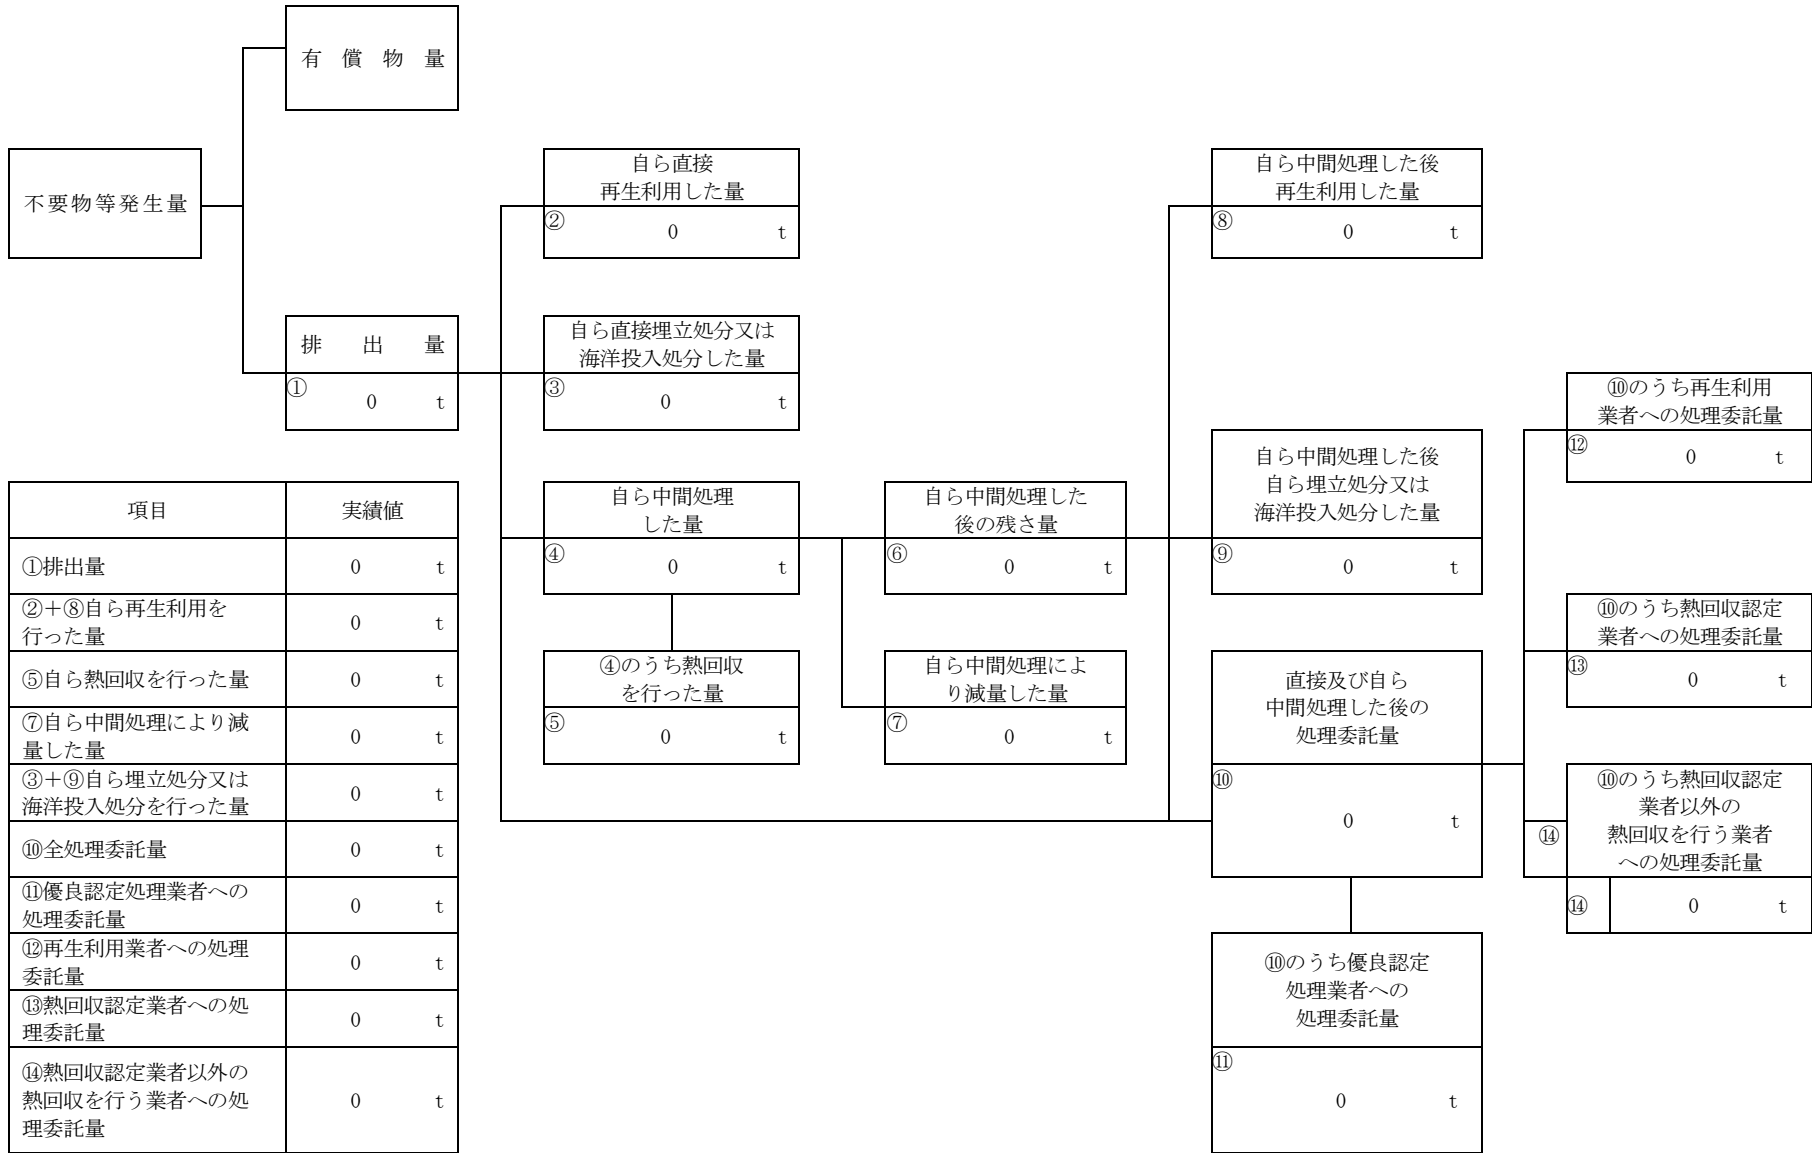 有 償 物 量
不要物等発生量
自ら直接
再生利用した量
② 0 t
自ら中間処理した後
再生利用した量
⑧ 0 t
排 出 量
① 0 t
自ら直接埋立処分又は
海洋投入処分した量
③ 0 t
⑩のうち再生利用
業者への処理委託量
⑫ 0 t
自ら中間処理
した量
④ 0 t
自ら中間処理した
後の残さ量
⑥ 0 t
自ら中間処理した後
自ら埋立処分又は
海洋投入処分した量
⑨ 0 t
⑩のうち熱回収認定
業者への処理委託量
⑬ 0 t
④のうち熱回収
を行った量
⑤ 0 t
自ら中間処理によ
り減量した量
⑦ 0 t
直接及び自ら
中間処理した後の
処理委託量
⑩ 0 t
⑭
⑩のうち熱回収認定
業者以外の
熱回収を行う業者
への処理委託量
⑭ 0 t
⑩のうち優良認定
処理業者への
処理委託量
⑪ 0 t
項目 実績値
①排出量 0 t
②＋⑧自ら再生利用を
行った量 0 t
⑤自ら熱回収を行った量 0 t
⑦自ら中間処理により減
量した量 0 t
③＋⑨自ら埋立処分又は
海洋投入処分を行った量 0 t
⑩全処理委託量 0 t
⑪優良認定処理業者への
処理委託量 0 t
⑫再生利用業者への処理
委託量 0 t
⑬熱回収認定業者への処
理委託量 0 t
⑭熱回収認定業者以外の
熱回収を行う業者への処 0 t
理委託量